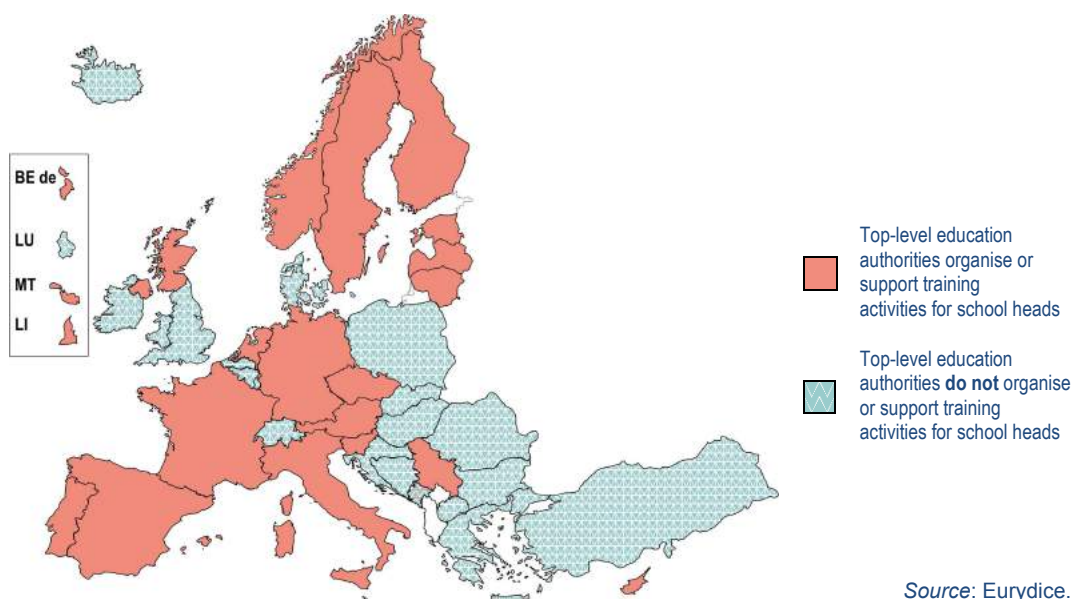 BE de
LU
MT
LI
Top-level education
authorities organise or
support training
activities for school heads
Top-level education
authorities do not organise
or support training
activities for school heads
Source: Eurydice.